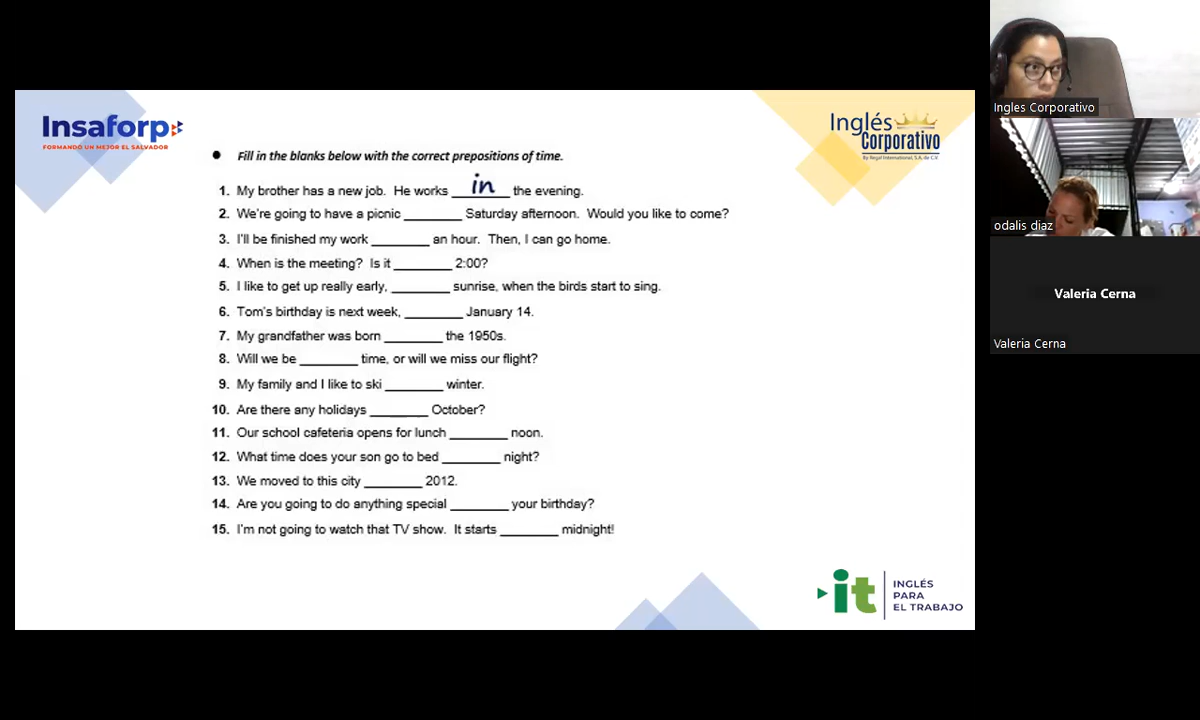 Insaforp
FORMANDO UN MEJOR EL SALVADOR
Inglés
Corporativo
By Regal International, S.A. de C.V.
● Fill in the blanks below with the correct prepositions of time.
1. My brother has a new job. He works in the evening.
2. We're going to have a picnic ________ Saturday afternoon. Would you like to come?
3. I'll be finished my work ________ an hour. Then, I can go home.
4. When is the meeting? Is it ________ 2:00?
5. I like to get up really early, ________ sunrise, when the birds start to sing.
6. Tom's birthday is next week, ________ January 14.
7. My grandfather was born ________ the 1950s.
8. Will we be ________ time, or will we miss our flight?
9. My family and I like to ski ________ winter.
10. Are there any holidays ________ October?
11. Our school cafeteria opens for lunch ________ noon.
12. What time does your son go to bed ________ night?
13. We moved to this city ________ 2012.
14. Are you going to do anything special ________ your birthday?
15. I'm not going to watch that TV show. It starts ________ midnight!
it
INGLÉS
PARA
EL TRABAJO
Ingles Corporativo
odalis diaz
Valeria Cerna
Valeria Cerna